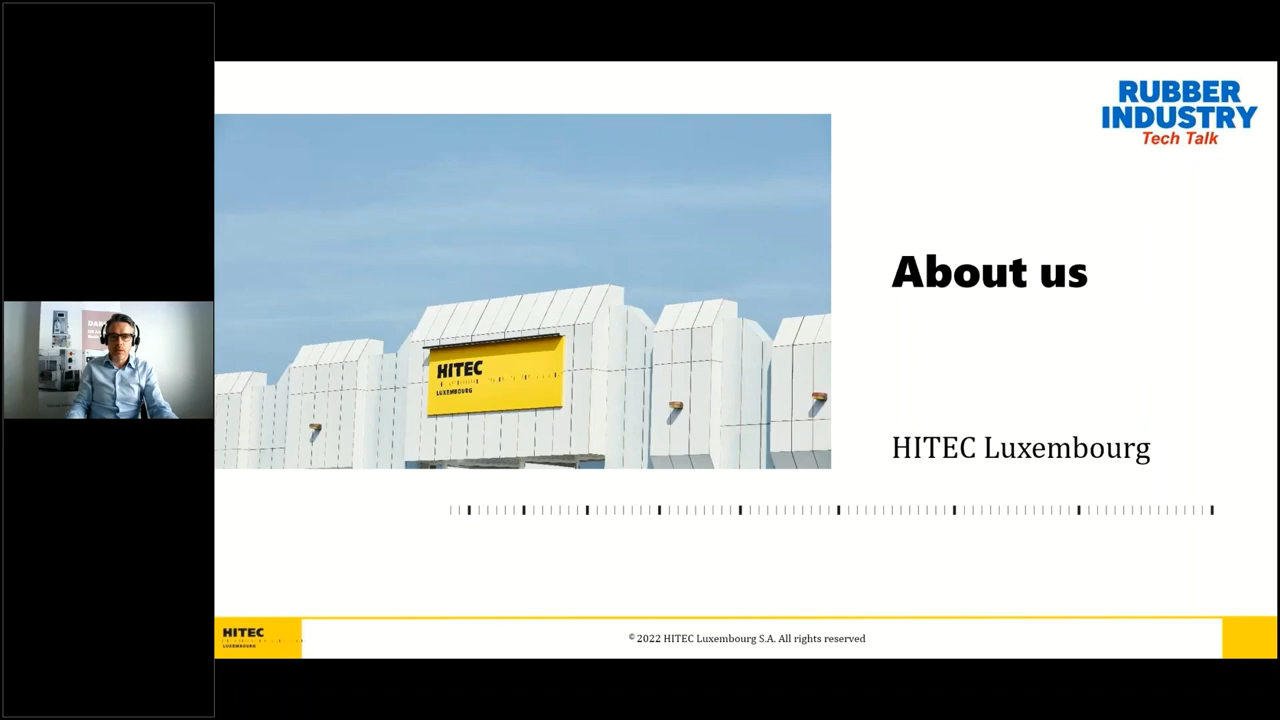 RUBBER
INDUSTRY
Tech Talk
About us
HITEC
LUXEMBOURG
HITEC Luxembourg
HITEC
LUXEMBOURG
© 2022 HITEC Luxembourg S.A. All rights reserved